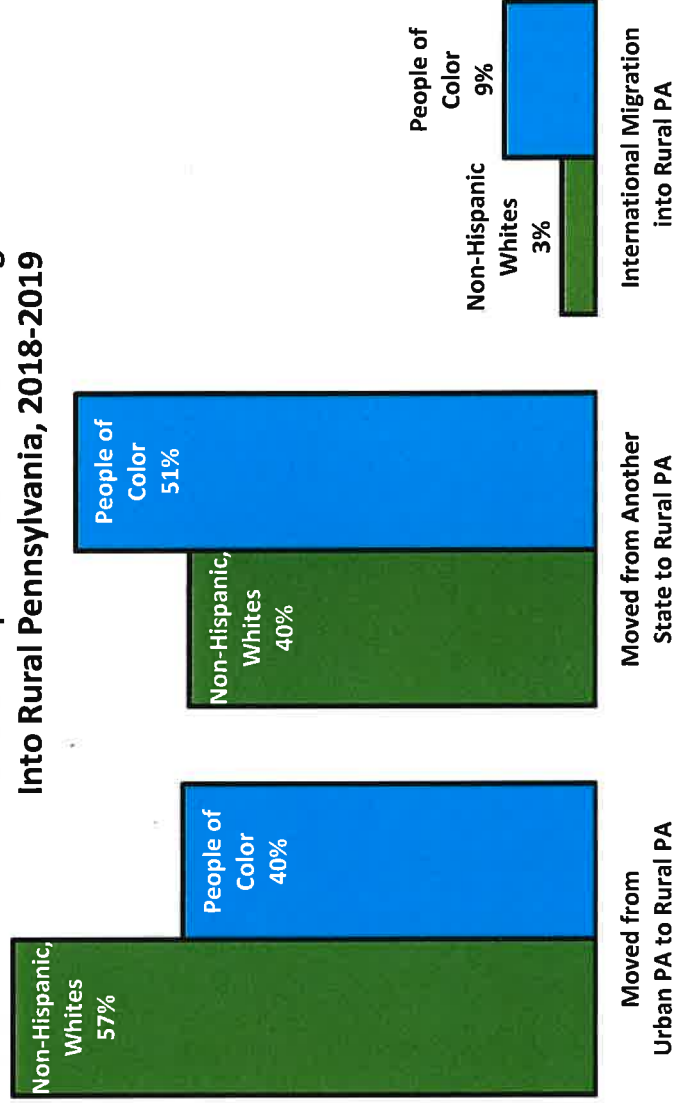 Into Rural Pennsylvania, 2018-2019
Non-Hispanic,
Whites
57%
People of
Color
40%
Moved from
Urban PA to Rural PA
Non-Hispanic,
Whites
40%
People of
Color
51%
Moved from Another
State to Rural PA
Non-Hispanic
Whites
3%
People of
Color
9%
International Migration
into Rural PA